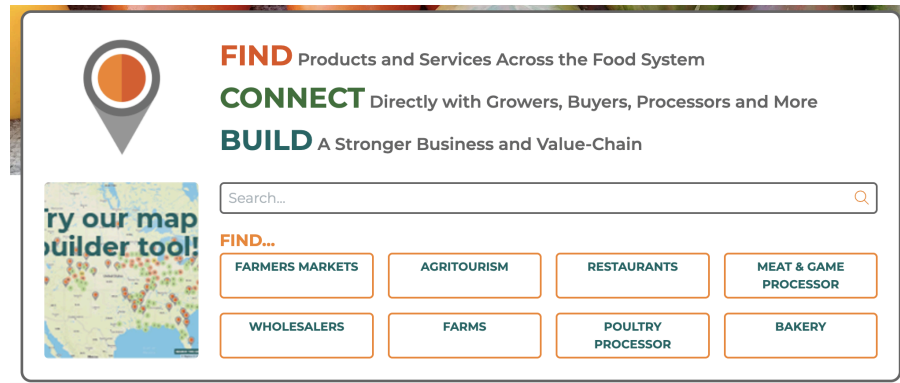 FIND Products and Services Across the Food System
CONNECT Directly with Growers, Buyers, Processors and More
BUILD A Stronger Business and Value-Chain
ry our map
uilder tool!
Search...
FIND...
FARMERS MARKETS
AGRITOURISM
RESTAURANTS
MEAT & GAME
PROCESSOR
WHOLESALERS
FARMS
POULTRY
PROCESSOR
BAKERY